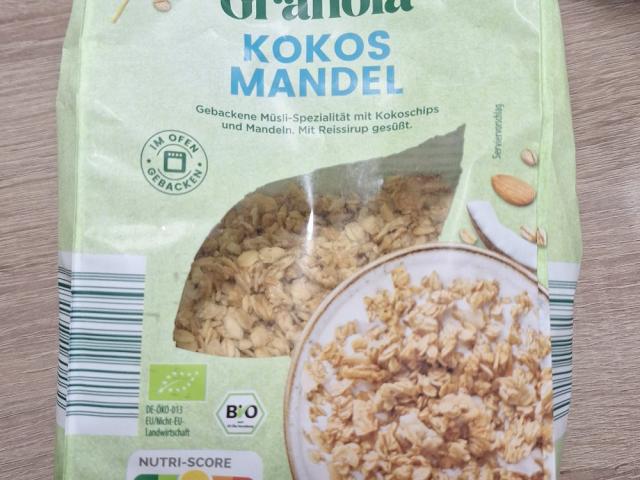 Granola
KOKOS
MANDEL
Gebackene Müsli-Spezialität mit Kokoschips
und Mandeln. Mit Reissirup gesüßt.
Serviervorschlag
IM OFEN
GEBACKEN
DE-ÖKO-013
EU/Nicht-EU-
Landwirtschaft
BIO
NUTRI-SCORE